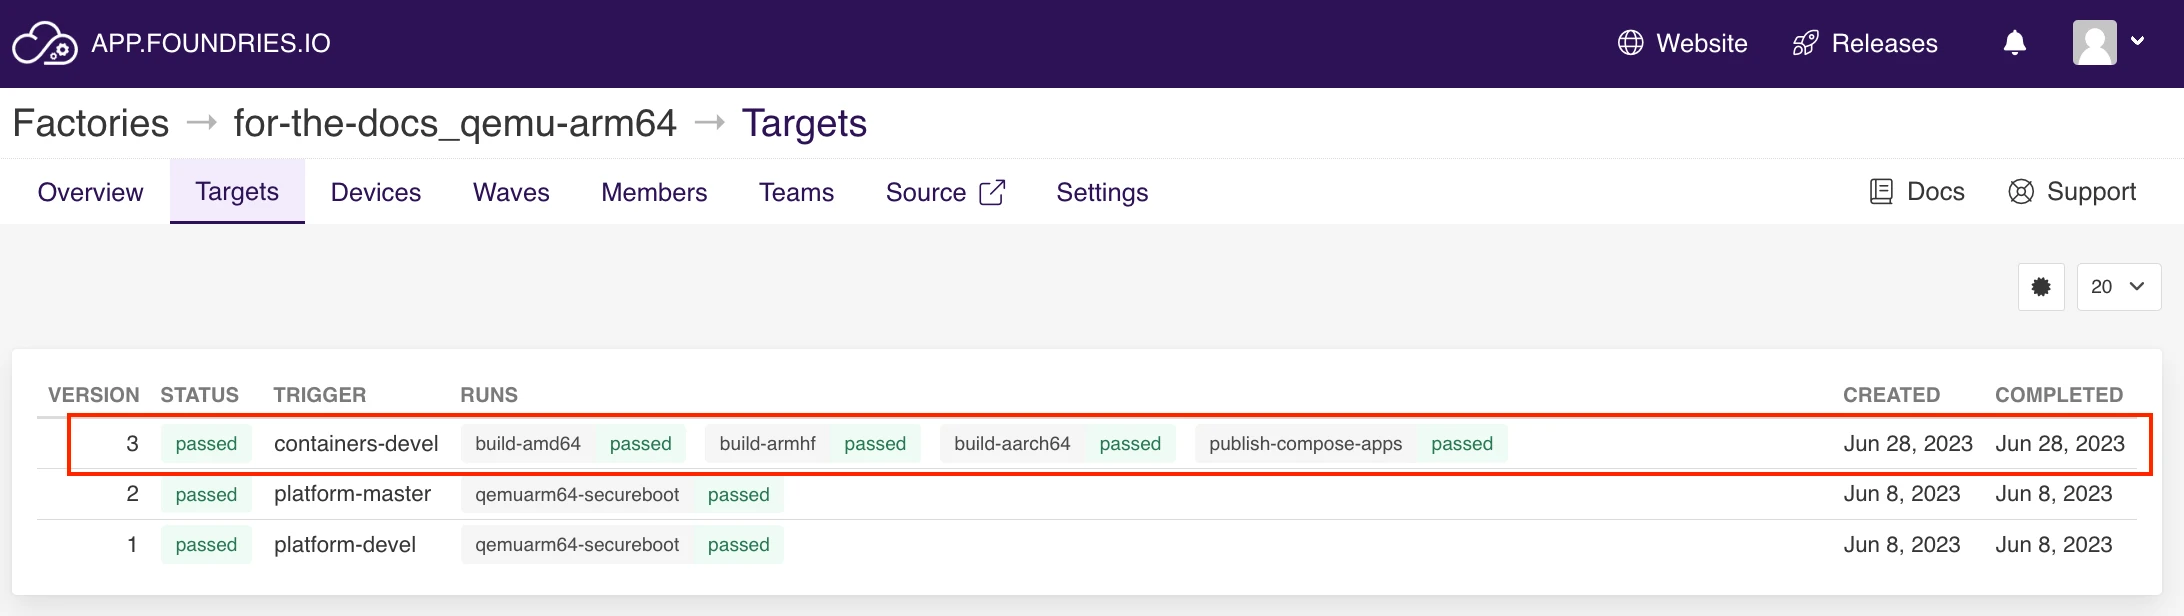 APP.FOUNDRIES.IO Website Releases
Factories → for-the-docs_qemu-arm64 → Targets
Overview Targets Devices Waves Members Teams Source Settings Docs Support
20
VERSION STATUS TRIGGER RUNS CREATED COMPLETED
3 passed containers-devel build-amd64 passed build-armhf passed build-aarch64 passed publish-compose-apps passed Jun 28, 2023 Jun 28, 2023
2 passed platform-master qemuarm64-secureboot passed Jun 8, 2023 Jun 8, 2023
1 passed platform-devel qemuarm64-secureboot passed Jun 8, 2023 Jun 8, 2023